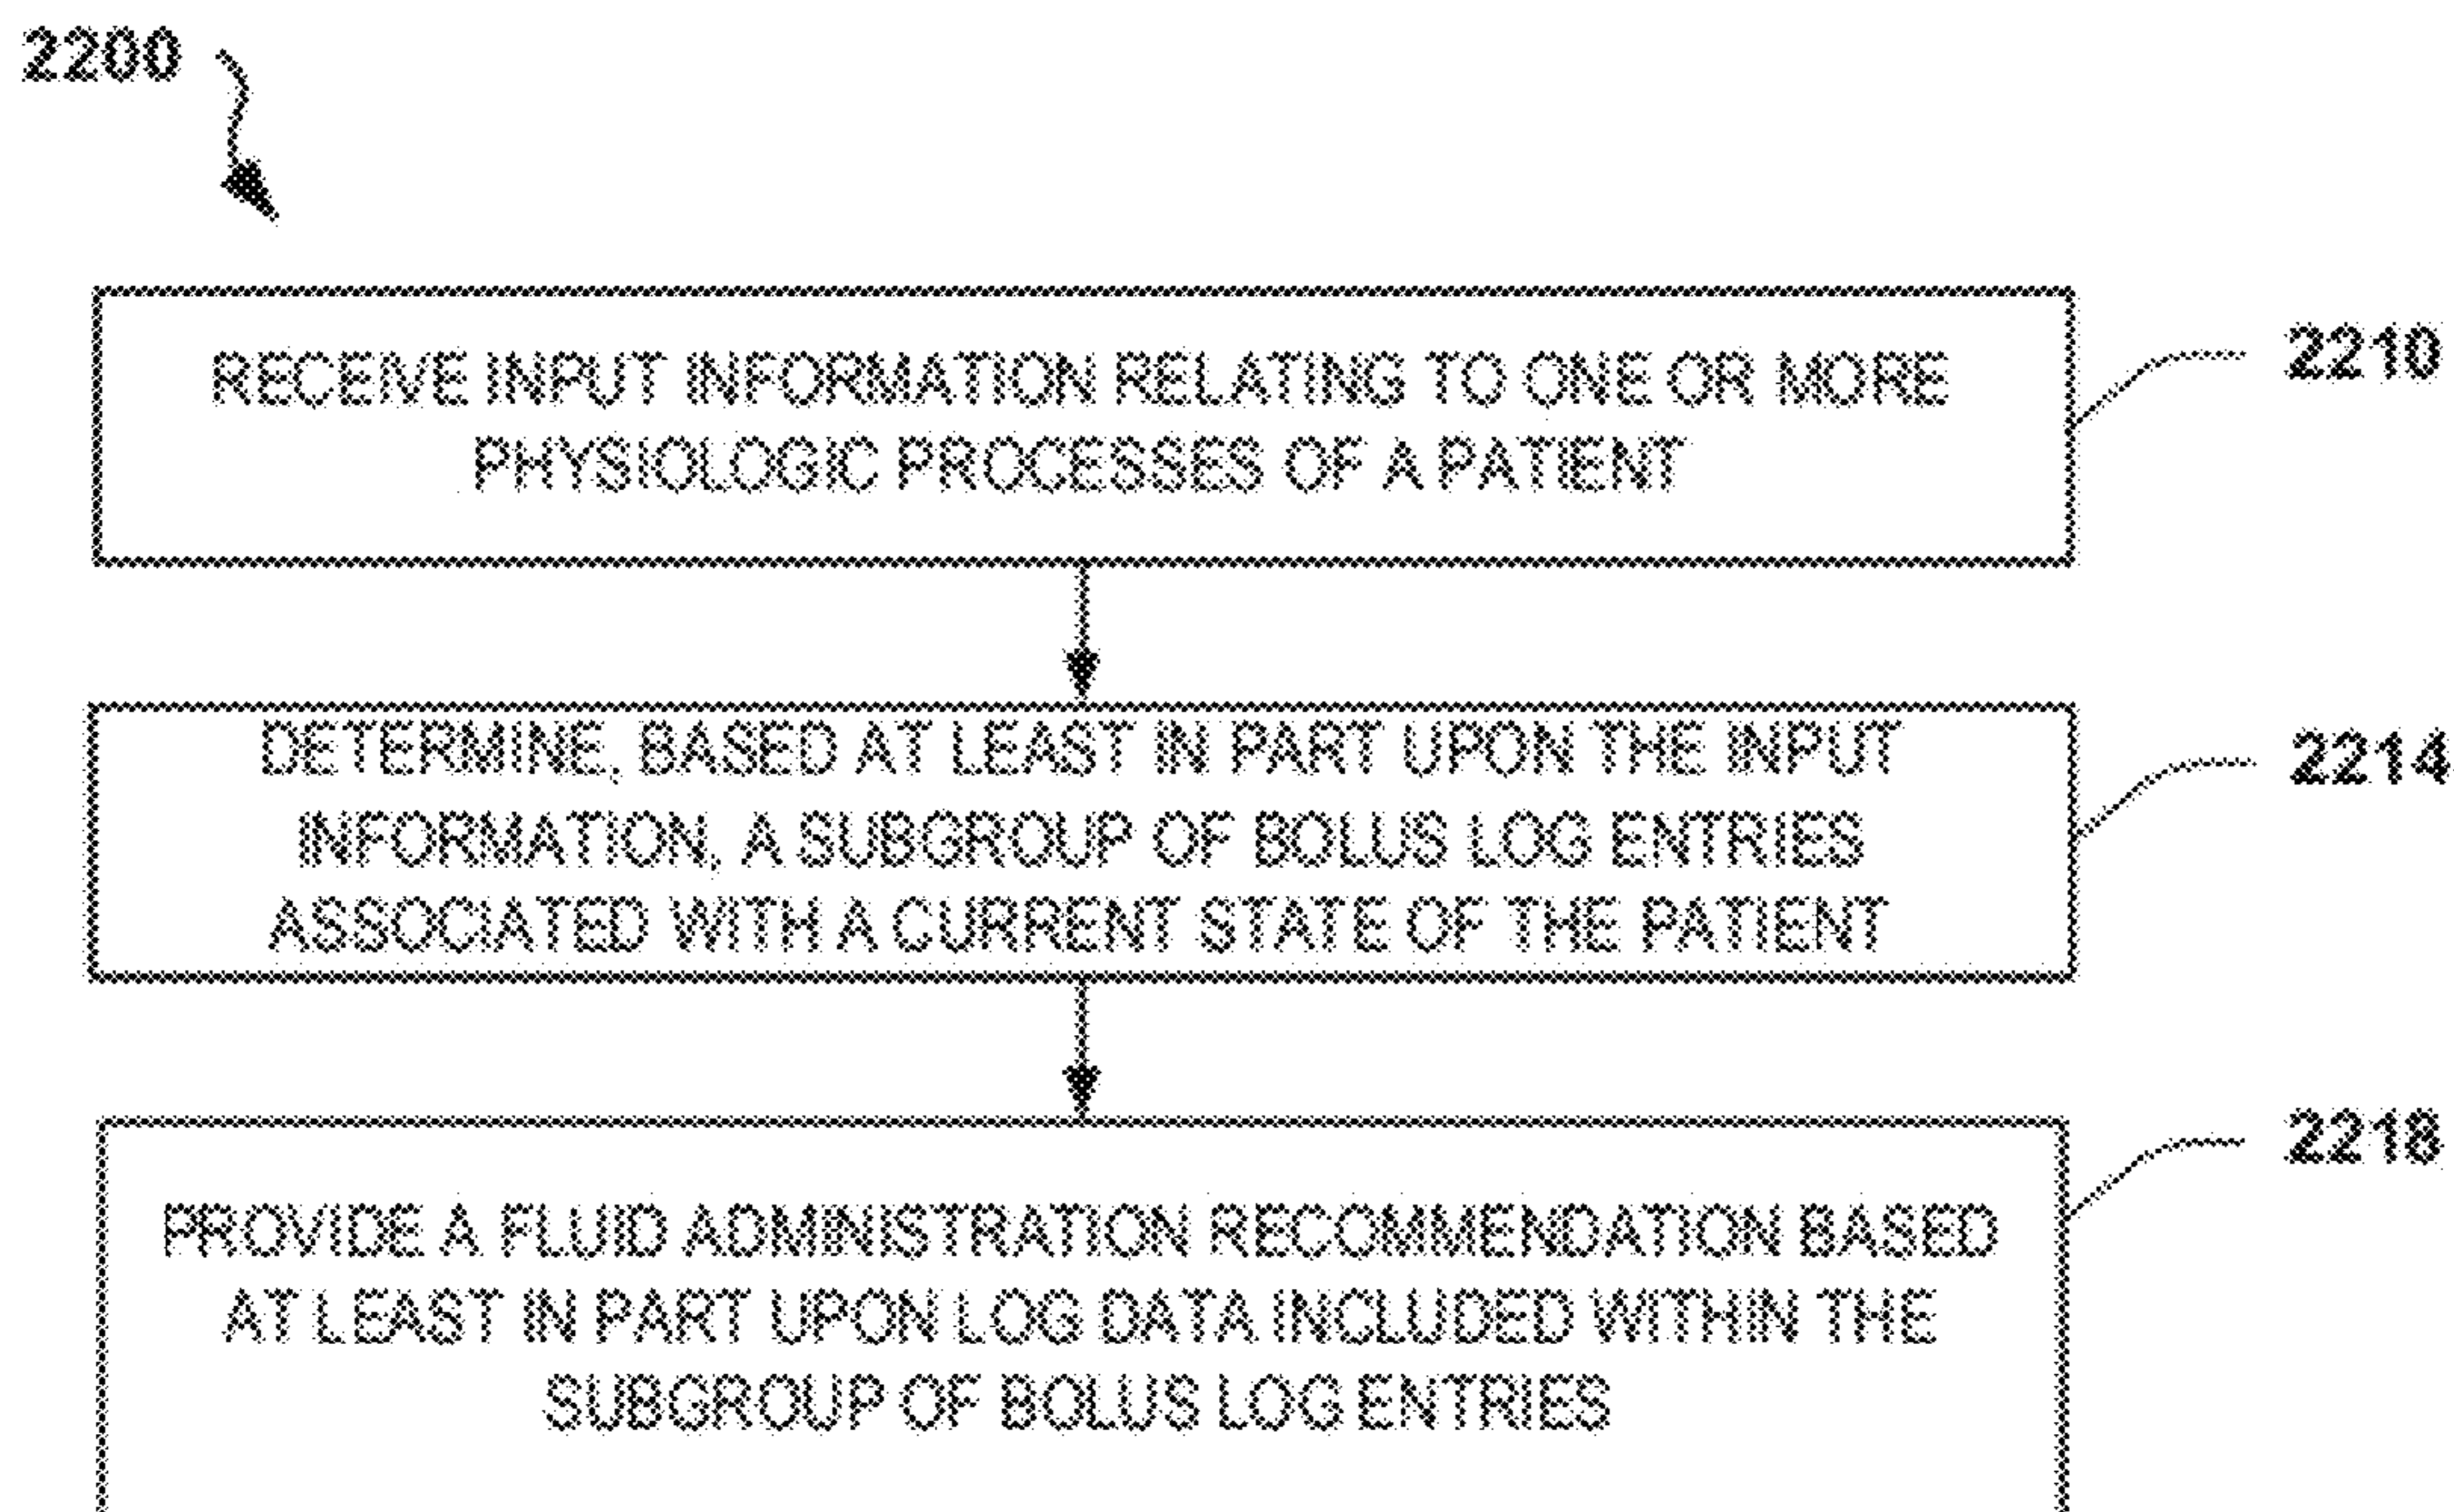 2200
RECEIVE INPUT INFORMATION RELATING TO ONE OR MORE
PHYSIOLOGIC PROCESSES OF A PATIENT
2210
DETERMINE, BASED AT LEAST IN PART UPON THE INPUT
INFORMATION, A SUBGROUP OF BOLUS LOG ENTRIES
ASSOCIATED WITH A CURRENT STATE OF THE PATIENT
2214
PROVIDE A FLUID ADMINISTRATION RECOMMENDATION BASED
AT LEAST IN PART UPON LOG DATA INCLUDED WITHIN THE
SUBGROUP OF BOLUS LOG ENTRIES
2218